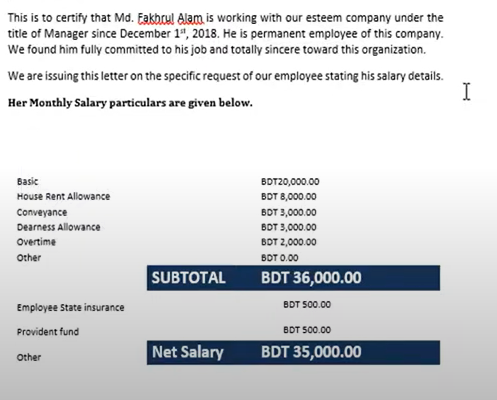 This is to certify that Md. Fakhrul Alam is working with our esteem company under the
title of Manager since December 1st, 2018. He is permanent employee of this company.
We found him fully committed to his job and totally sincere toward this organization.
We are issuing this letter on the specific request of our employee stating his salary details.
Her Monthly Salary particulars are given below.
Basic BDT20,000.00
House Rent Allowance BDT 8,000.00
Conveyance BDT 3,000.00
Dearness Allowance BDT 3,000.00
Overtime BDT 2,000.00
Other BDT 0.00
SUBTOTAL BDT 36,000.00
Employee State insurance BDT 500.00
Provident fund BDT 500.00
Other
Net Salary BDT 35,000.00